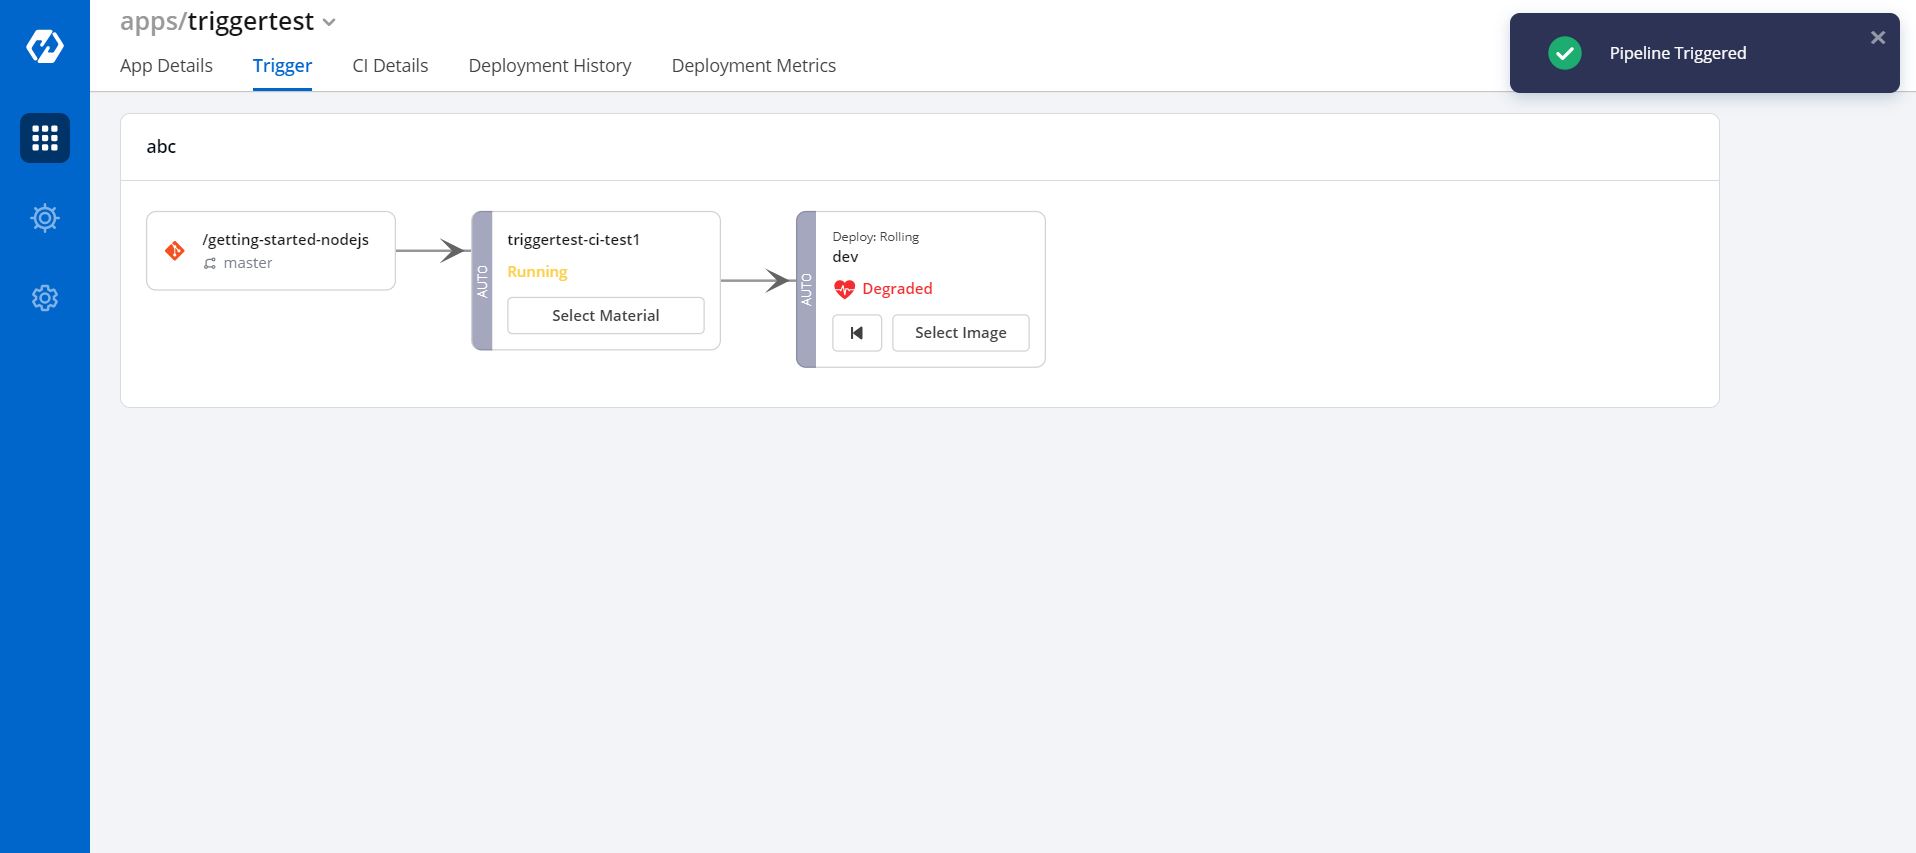 apps/triggertest
App Details
Trigger
CI Details
Deployment History
Deployment Metrics
Pipeline Triggered
abc
/getting-started-nodejs
master
AUTO
triggertest-ci-test1
Running
Select Material
AUTO
Deploy: Rolling
dev
Degraded
Select Image